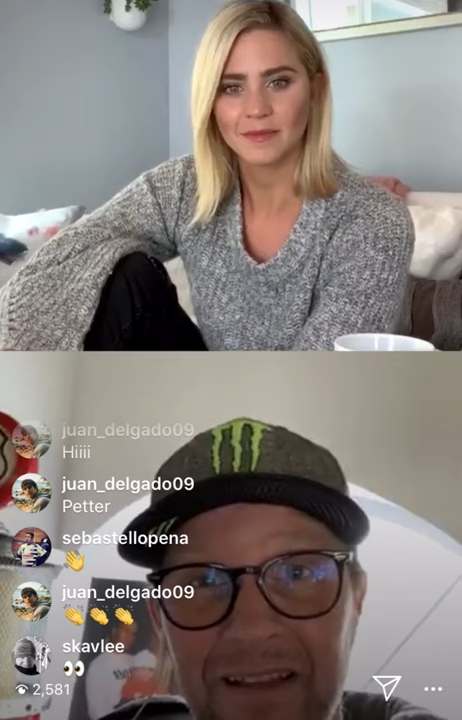 juan_delgado09
Hiiii
juan_delgado09
Petter
sebastellopena
👋
juan_delgado09
👏👏👏
skavlee
👀
2,581